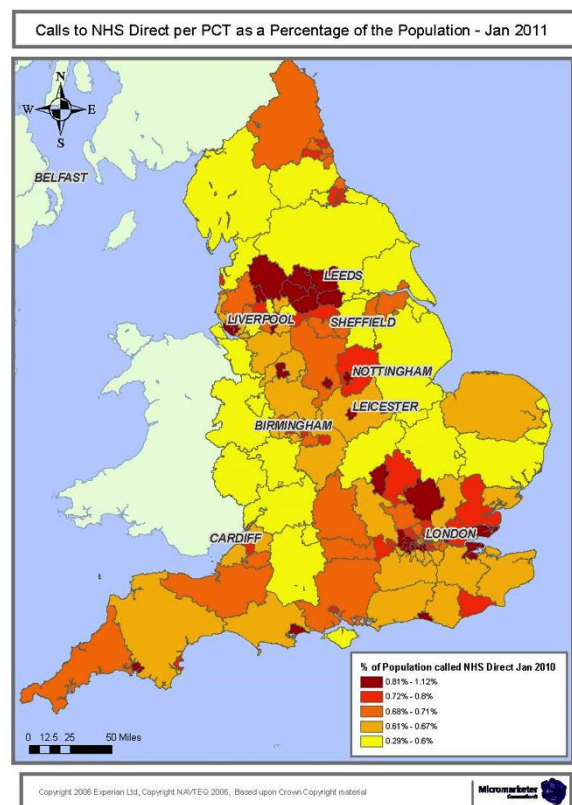 Calls to NHS Direct per PCT as a Percentage of the Population - Jan 2011
N
W E
S
BELFAST
LEEDS
LIVERPOOL
SHEFFIELD
NOTTINGHAM
LEICESTER
BIRMINGHAM
CARDIFF
LONDON
% of Population called NHS Direct Jan 2010
0.81% - 1.12%
0.72% - 0.8%
0.68% - 0.71%
0.61% - 0.67%
0.29% - 0.6%
0 12.5 25 50 Miles
Copyright 2006 Experian Ltd, Copyright NAVTEQ 2006, Based upon Crown Copyright material
Micromarketer